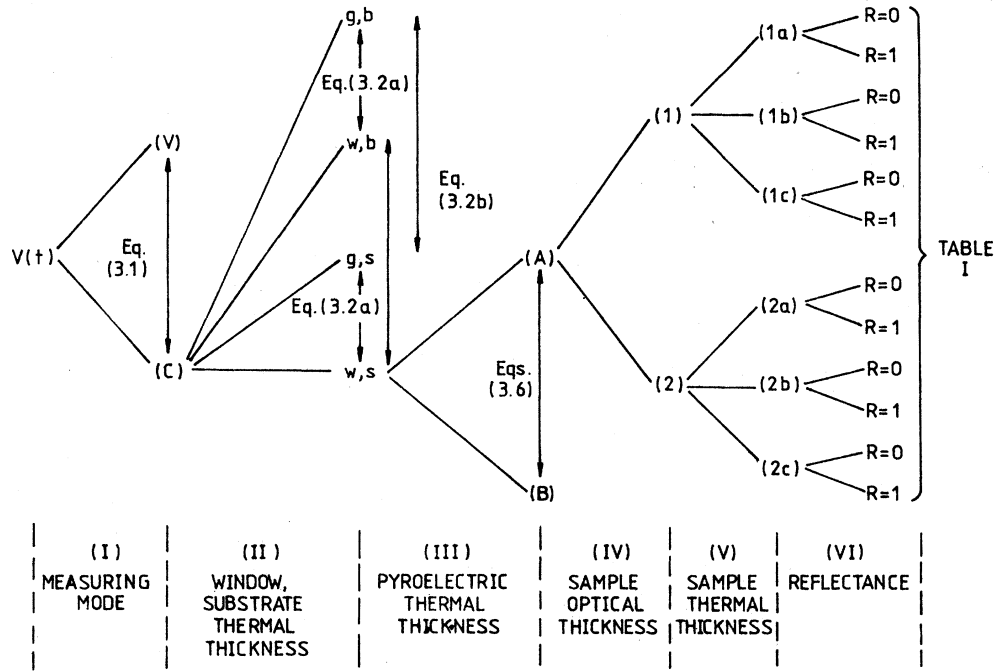 V(t)
(V)
Eq.
(3.1)
(C)
g,b
Eq.(3.2a)
w,b
Eq.
(3.2b)
g,s
Eq.(3.2a)
w,s
(A)
Eqs.
(3.6)
(B)
(1)
(2)
(1a)
R=0
R=1
(1b)
R=0
R=1
(1c)
R=0
R=1
(2a)
R=0
R=1
(2b)
R=0
R=1
(2c)
R=0
R=1
TABLE
I
(I)
MEASURING
MODE
(II)
WINDOW,
SUBSTRATE
THERMAL
THICKNESS
(III)
PYROELECTRIC
THERMAL
THICKNESS
(IV)
SAMPLE
OPTICAL
THICKNESS
(V)
SAMPLE
THERMAL
THICKNESS
(VI)
REFLECTANCE